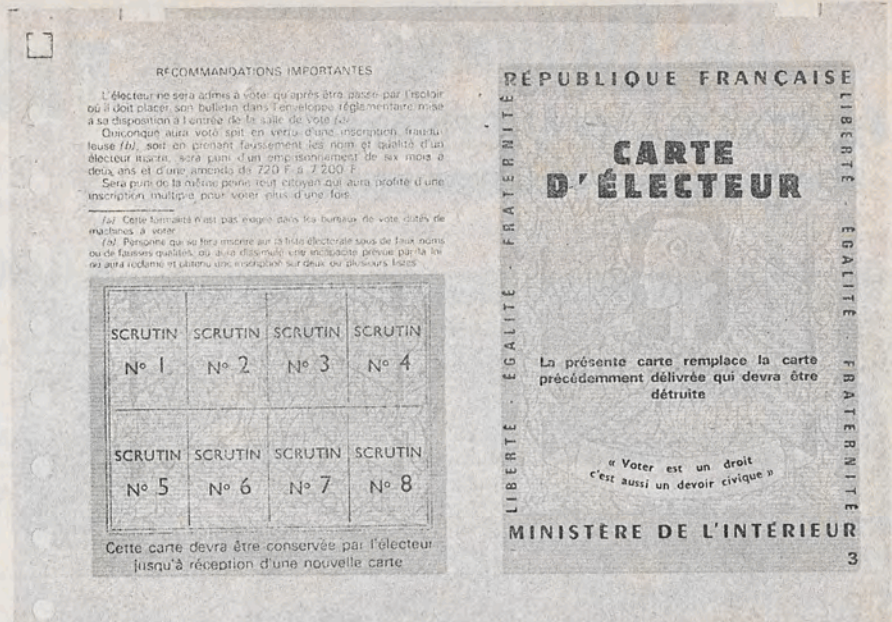 RECOMMANDATIONS IMPORTANTES
L'électeur ne sera admis à voter qu'après être passé par l'isoloir
où il doit placer son bulletin dans l'enveloppe réglementaire mise
à sa disposition à l'entrée de la salle de vote (a).
Quiconque aura voté soit en vertu d'une inscription fraudu-
leuse (b), soit en prenant faussement les nom et qualité d'un
électeur inscrit, sera puni d'un emprisonnement de six mois à
deux ans et d'une amende de 720 F à 7 200 F.
Sera puni de la même peine tout citoyen qui aura profité d'une
inscription multiple pour voter plus d'une fois.
(a) Cette formalité n'est pas exigée dans les bureaux de vote dotés de
machines à voter.
(b) Personne qui se fera inscrire sur la liste électorale sous de faux noms
ou de fausses qualités, ou aura dissimulé une incapacité prévue par la loi
ou aura réclamé et obtenu une inscription sur deux ou plusieurs listes.
SCRUTIN SCRUTIN SCRUTIN SCRUTIN
N° 1 N° 2 N° 3 N° 4
SCRUTIN SCRUTIN SCRUTIN SCRUTIN
N° 5 N° 6 N° 7 N° 8
Cette carte devra être conservée par l'électeur
jusqu'à réception d'une nouvelle carte
RÉPUBLIQUE FRANÇAISE
LIBERTÉ · ÉGALITÉ · FRATERNITÉ
CARTE
D'ÉLECTEUR
La présente carte remplace la carte
précédemment délivrée qui devra être
détruite
« Voter est un droit
c'est aussi un devoir civique »
LIBERTÉ · ÉGALITÉ · FRATERNITÉ
MINISTÈRE DE L'INTÉRIEUR
3